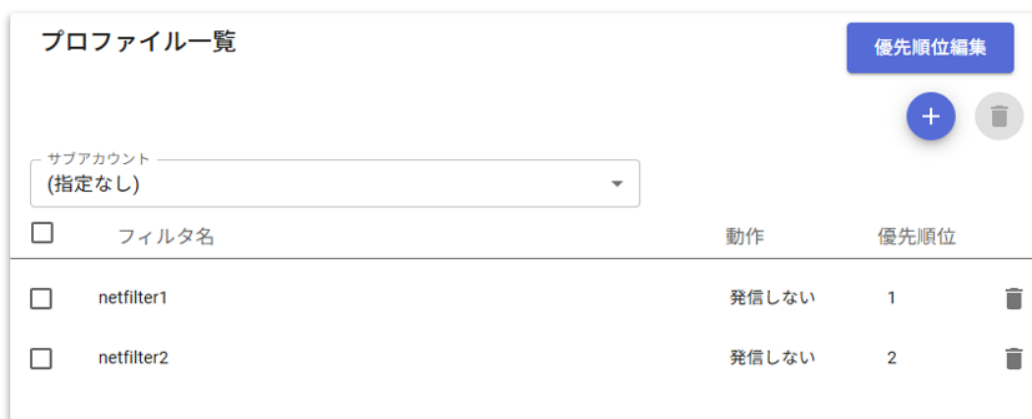 プロファイル一覧
優先順位編集
サブアカウント
(指定なし)
フィルタ名 動作 優先順位
netfilter1 発信しない 1
netfilter2 発信しない 2